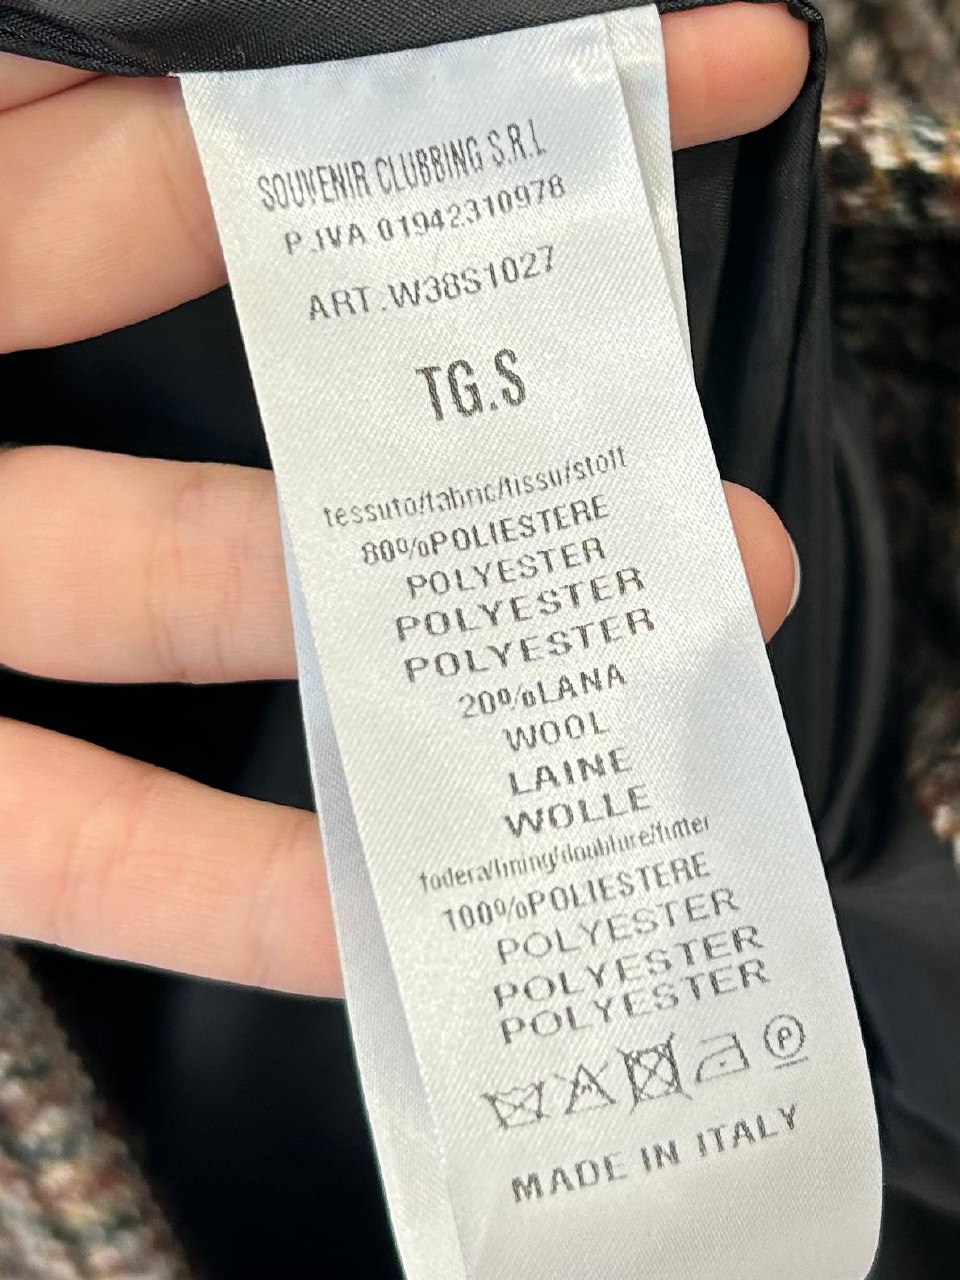 SOUVENIR CLUBBING S.R.L
P.IVA 01942310978
ART.W38S1027
TG.S
tessuto/fabric/tissu/stoff
80%POLIESTERE
POLYESTER
POLYESTER
POLYESTER
20%LANA
WOOL
LAINE
WOLLE
fodera/lining/doublure/futter
100%POLIESTERE
POLYESTER
POLYESTER
POLYESTER
P
MADE IN ITALY